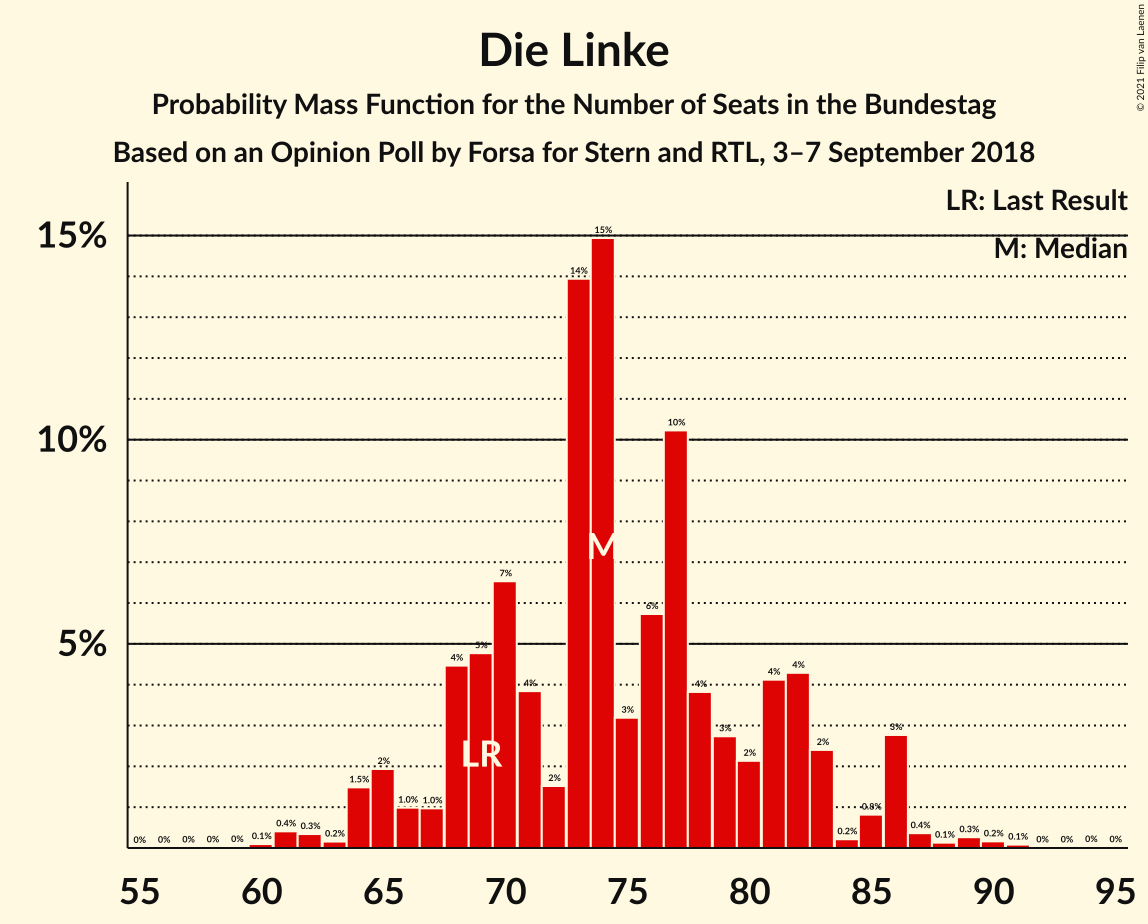 © 2021 Filip van Laenen
Die Linke
Probability Mass Function for the Number of Seats in the Bundestag
Based on an Opinion Poll by Forsa for Stern and RTL, 3–7 September 2018
LR: Last Result
M: Median
15%
10%
5%
0% 0% 0% 0% 0% 0.1% 0.4% 0.3% 0.2% 1.5% 2% 1.0% 1.0% 4% 5% 7% 4% 2% 14% 15% 3% 6% 10% 4% 3% 2% 4% 4% 2% 0.2% 0.8% 3% 0.4% 0.1% 0.3% 0.2% 0.1% 0% 0% 0% 0%
M
LR
55 60 65 70 75 80 85 90 95